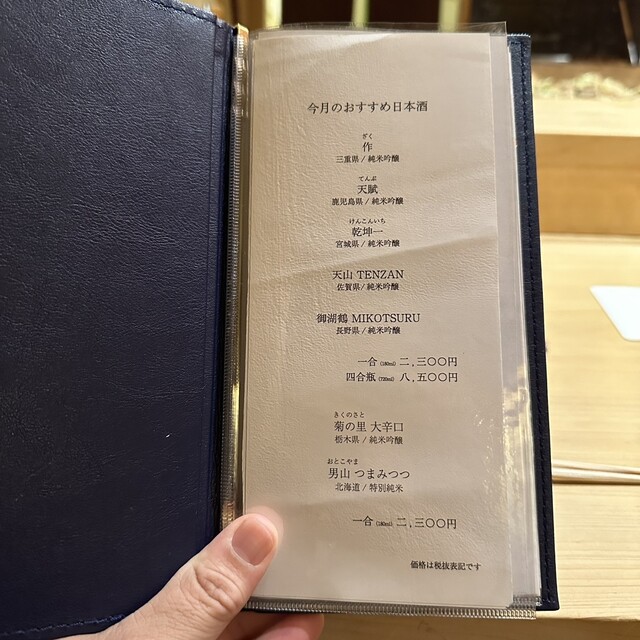 今月のおすすめ日本酒
ざく
作
三重県/純米吟醸
てんぶ
天賦
鹿児島県/純米吟醸
けんこんいち
乾坤一
宮城県/純米吟醸
天山 TENZAN
佐賀県/純米吟醸
御湖鶴 MIKOTSURU
長野県/純米吟醸
一合(180ml) 二,三〇〇円
四合瓶(720ml) 八,五〇〇円
きくのさと
菊の里 大辛口
栃木県/純米吟醸
おとこやま
男山 つまみつつ
北海道/特別純米
一合(180ml) 二,三〇〇円
価格は税抜表記です